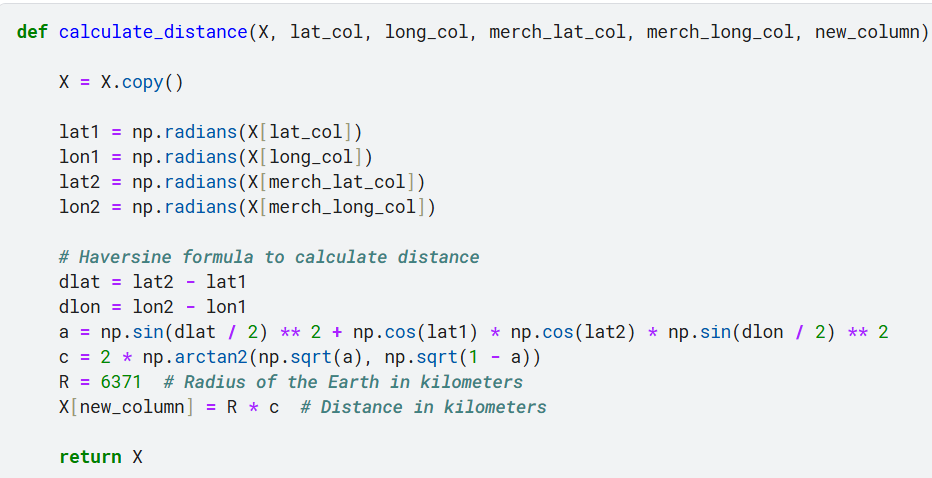 def calculate_distance(X, lat_col, long_col, merch_lat_col, merch_long_col, new_column)
X = X.copy()
lat1 = np.radians(X[lat_col])
lon1 = np.radians(X[long_col])
lat2 = np.radians(X[merch_lat_col])
lon2 = np.radians(X[merch_long_col])
# Haversine formula to calculate distance
dlat = lat2 - lat1
dlon = lon2 - lon1
a = np.sin(dlat / 2) ** 2 + np.cos(lat1) * np.cos(lat2) * np.sin(dlon / 2) ** 2
c = 2 * np.arctan2(np.sqrt(a), np.sqrt(1 - a))
R = 6371  # Radius of the Earth in kilometers
X[new_column] = R * c  # Distance in kilometers
return X